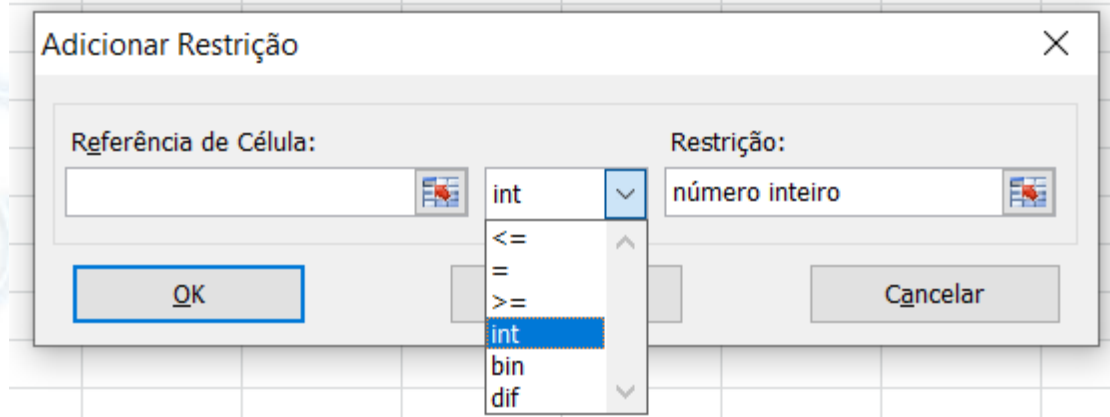 Adicionar Restrição
Referência de Célula:
Restrição:
int
número inteiro
<=
=
>=
int
bin
dif
OK
Cancelar